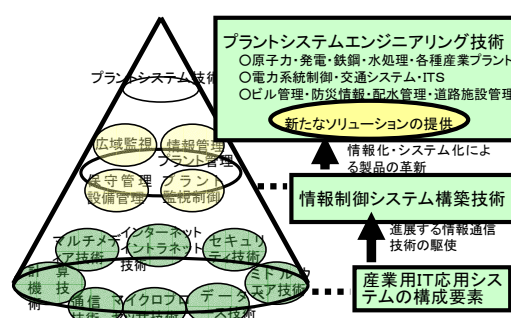 プラントシステムエンジニアリング技術
○原子力・発電・鉄鋼・水処理・各種産業プラント
○電力系統制御・交通システム・ITS
○ビル管理・防災情報・配水管理・道路施設管理
新たなソリューションの提供
プラントシステム技術
広域監視
情報管理
プラント管理
保守管理
設備管理
プラント
監視制御
情報化・システム化によ
る製品の革新
情報制御システム構築技術
進展する情報通信
技術の駆使
マルチメデ
ィア技術
インターネット
イントラネット
技術
セキュリ
ティ技術
計算
機技
術
ミドルウ
エア技術
通信
技術
マイクロプロ
データ
産業用IT応用シス
テムの構成要素